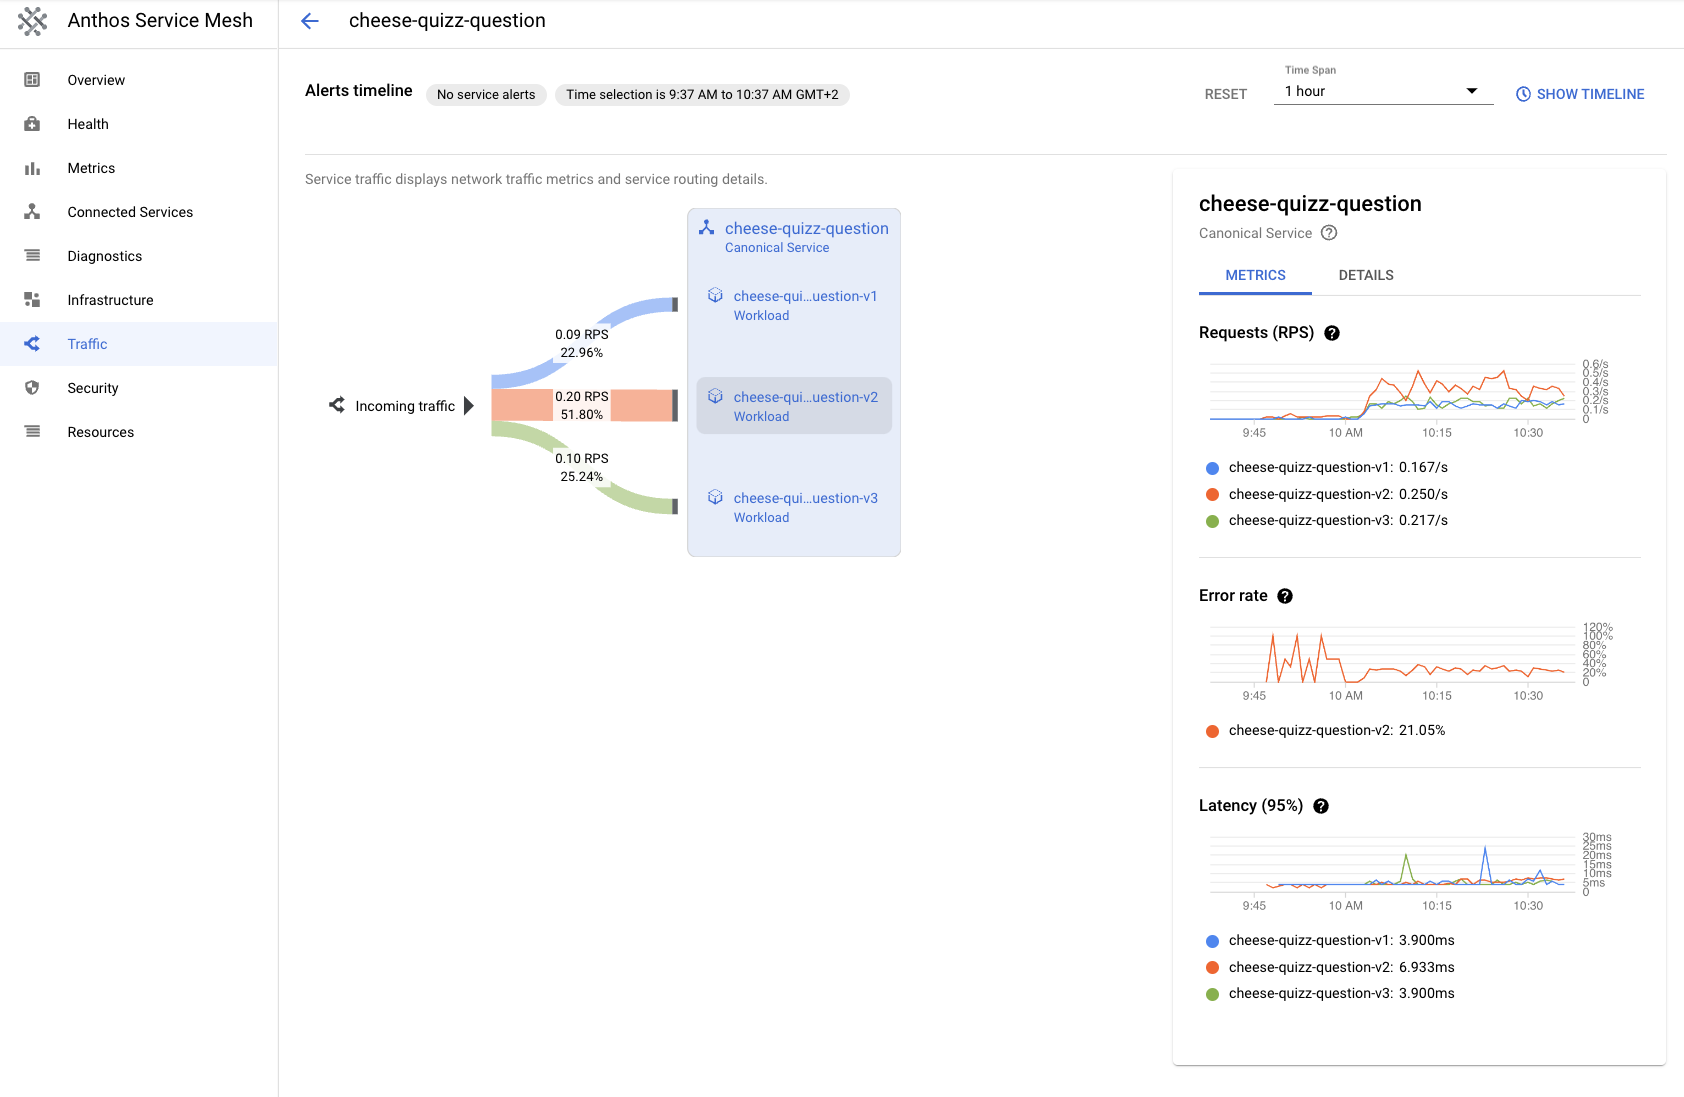 Anthos Service Mesh
cheese-quizz-question
Overview
Health
Metrics
Connected Services
Diagnostics
Infrastructure
Traffic
Security
Resources
Alerts timeline
No service alerts
Time selection is 9:37 AM to 10:37 AM GMT+2
RESET
Time Span
1 hour
SHOW TIMELINE
Service traffic displays network traffic metrics and service routing details.
Incoming traffic
0.09 RPS
22.96%
0.20 RPS
51.80%
0.10 RPS
25.24%
cheese-quizz-question
Canonical Service
cheese-qui...uestion-v1
Workload
cheese-qui...uestion-v2
Workload
cheese-qui...uestion-v3
Workload
cheese-quizz-question
Canonical Service
METRICS DETAILS
Requests (RPS)
0.6/s
0.5/s
0.4/s
0.3/s
0.2/s
0.1/s
0
9:45 10 AM 10:15 10:30
cheese-quizz-question-v1: 0.167/s
cheese-quizz-question-v2: 0.250/s
cheese-quizz-question-v3: 0.217/s
Error rate
120%
100%
80%
60%
40%
20%
0
9:45 10 AM 10:15 10:30
cheese-quizz-question-v2: 21.05%
Latency (95%)
30ms
25ms
20ms
15ms
10ms
5ms
0
9:45 10 AM 10:15 10:30
cheese-quizz-question-v1: 3.900ms
cheese-quizz-question-v2: 6.933ms
cheese-quizz-question-v3: 3.900ms